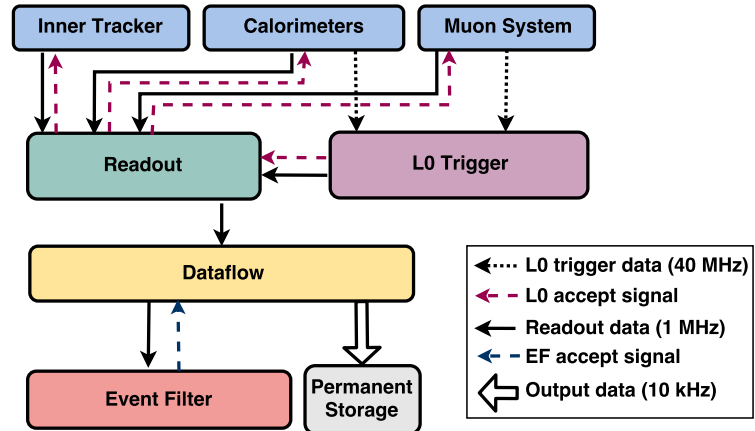 Inner Tracker
Calorimeters
Muon System
Readout
L0 Trigger
Dataflow
Event Filter
Permanent
Storage
L0 trigger data (40 MHz)
L0 accept signal
Readout data (1 MHz)
EF accept signal
Output data (10 kHz)